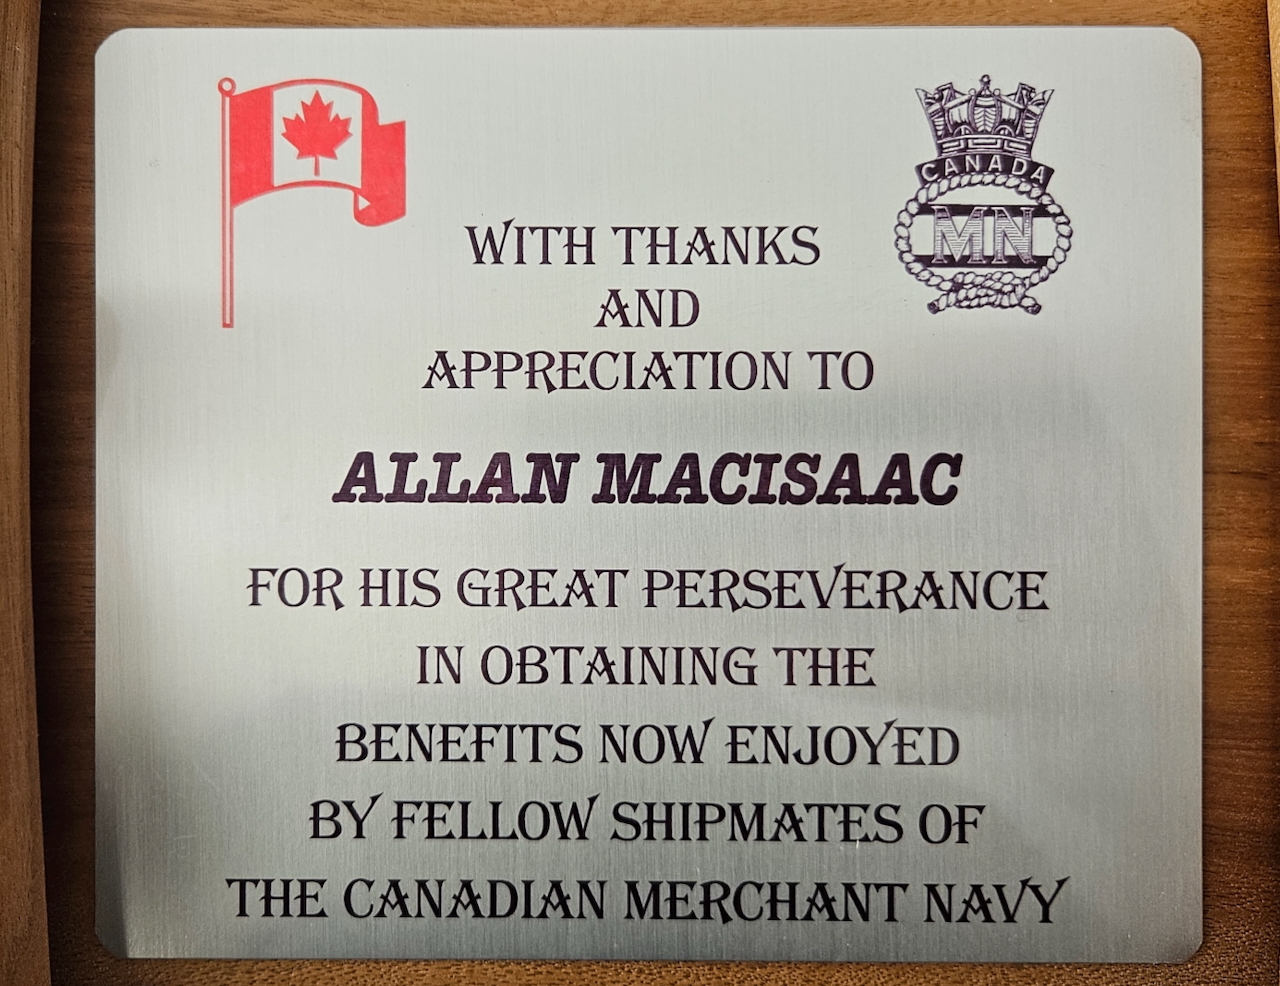 CANADA
MN
WITH THANKS
AND
APPRECIATION TO
ALLAN MACISAAC
FOR HIS GREAT PERSEVERANCE
IN OBTAINING THE
BENEFITS NOW ENJOYED
BY FELLOW SHIPMATES OF
THE CANADIAN MERCHANT NAVY